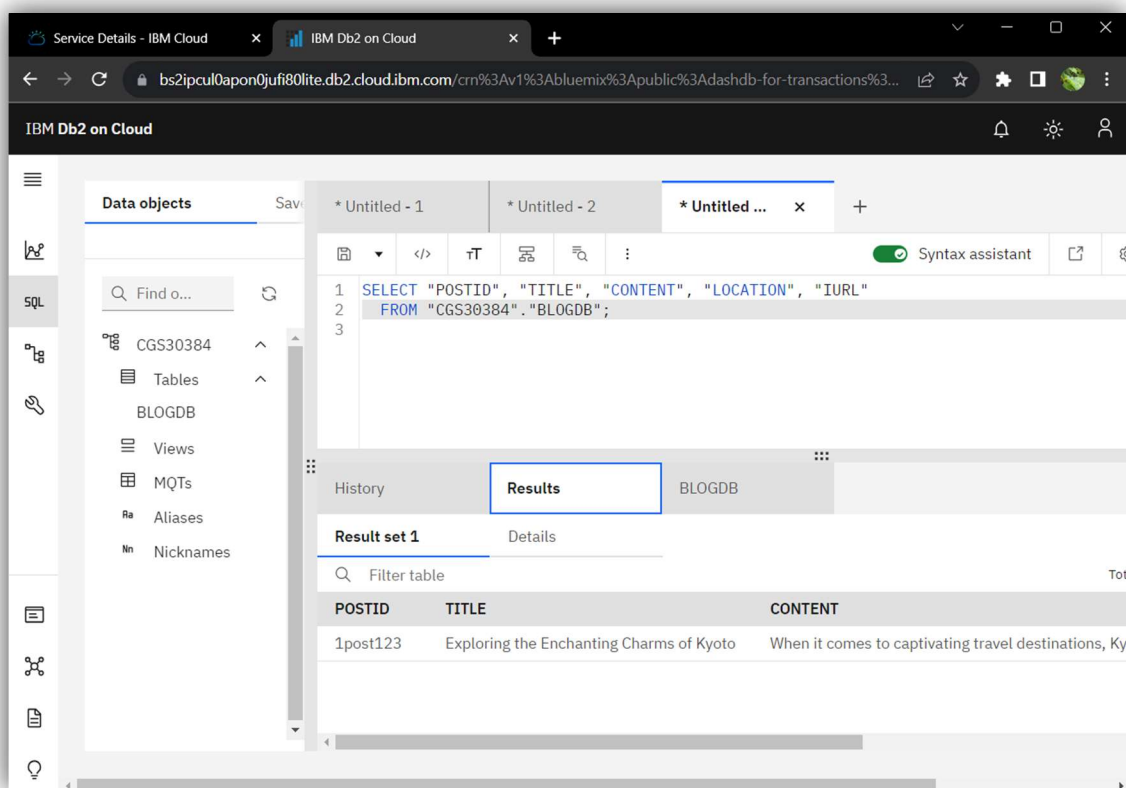 Service Details - IBM Cloud
IBM Db2 on Cloud
bs2ipcul0apon0jufi80lite.db2.cloud.ibm.com/crn%3Av1%3Abluemix%3Apublic%3Adashdb-for-transactions%3...
IBM Db2 on Cloud
Data objects
Save
* Untitled - 1
* Untitled - 2
* Untitled ...
Syntax assistant
SQL
Find o...
1 SELECT "POSTID", "TITLE", "CONTENT", "LOCATION", "IURL"
2 FROM "CGS30384"."BLOGDB";
3
CGS30384
Tables
BLOGDB
Views
MQTs
Aa Aliases
Nn Nicknames
History
Results
BLOGDB
Result set 1
Details
Filter table
Tot
POSTID TITLE CONTENT
1post123 Exploring the Enchanting Charms of Kyoto When it comes to captivating travel destinations, Ky